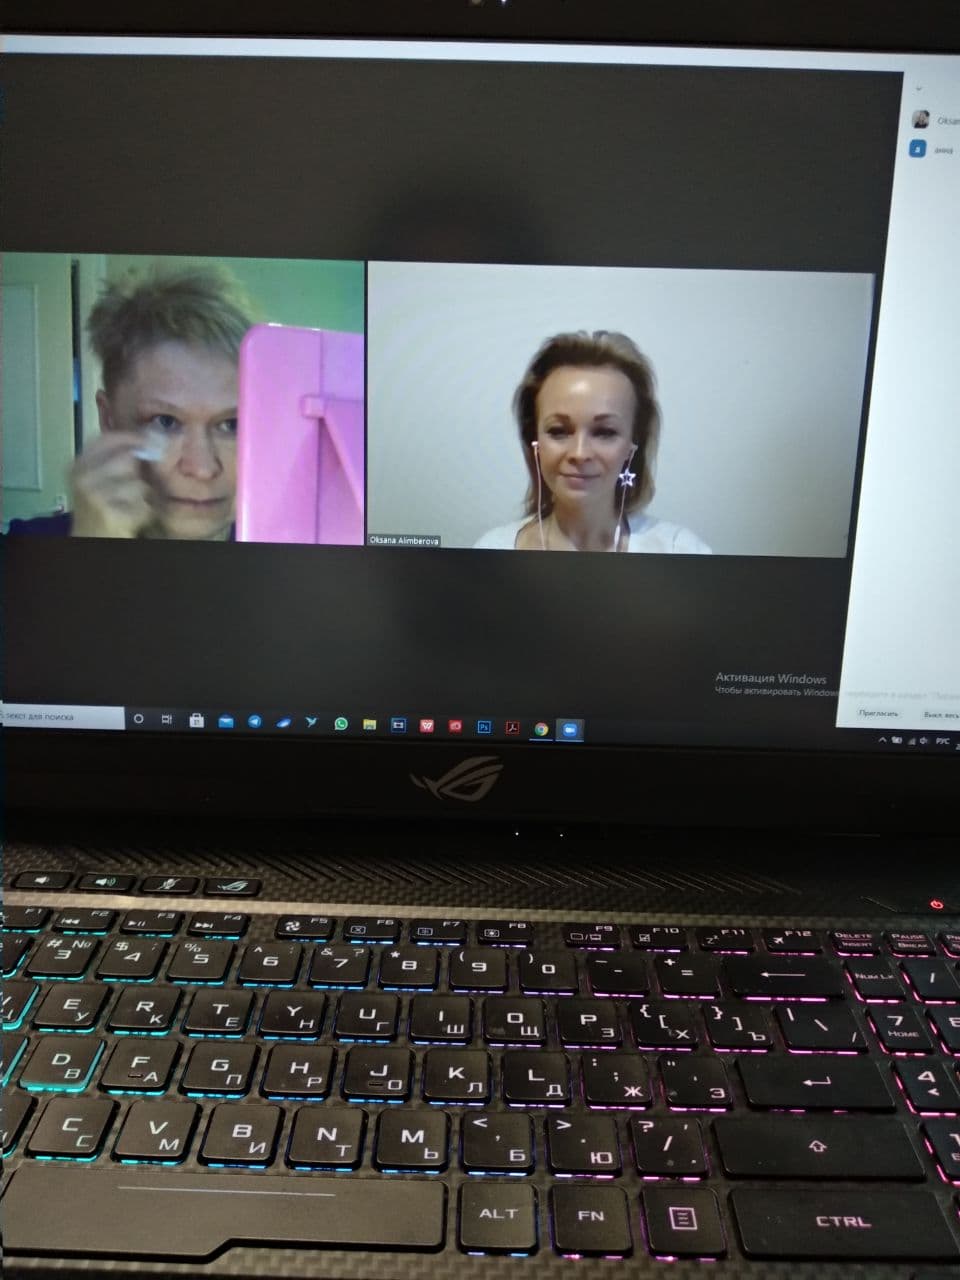 Oksan
а
анна
Oksana Alimberova
Активация Windows
Чтобы активировать Windows
Пригласить
Выкл. весь
текст для поиска
Ps
РУС
F1 F2 F3 F4 F5 F6 F7 F8 F9 F10 F11 F12 DELETE INSERT PAUSE BREAK
# № 3 $ 4 % 5 ^ 6 & ? 7 * 8 ( 9 ) 0 _ - + = NUM LK /
E У R К T Е Y Н U Г I Ш O Щ P З { [ Х } ] Ъ | \ / 7 HOME
D В F А G П H Р J О K Л L Д : ; Ж " ' Э 4
C С V М B И N Т M Ь < , Б > . Ю ? / . , 1
ALT FN CTRL